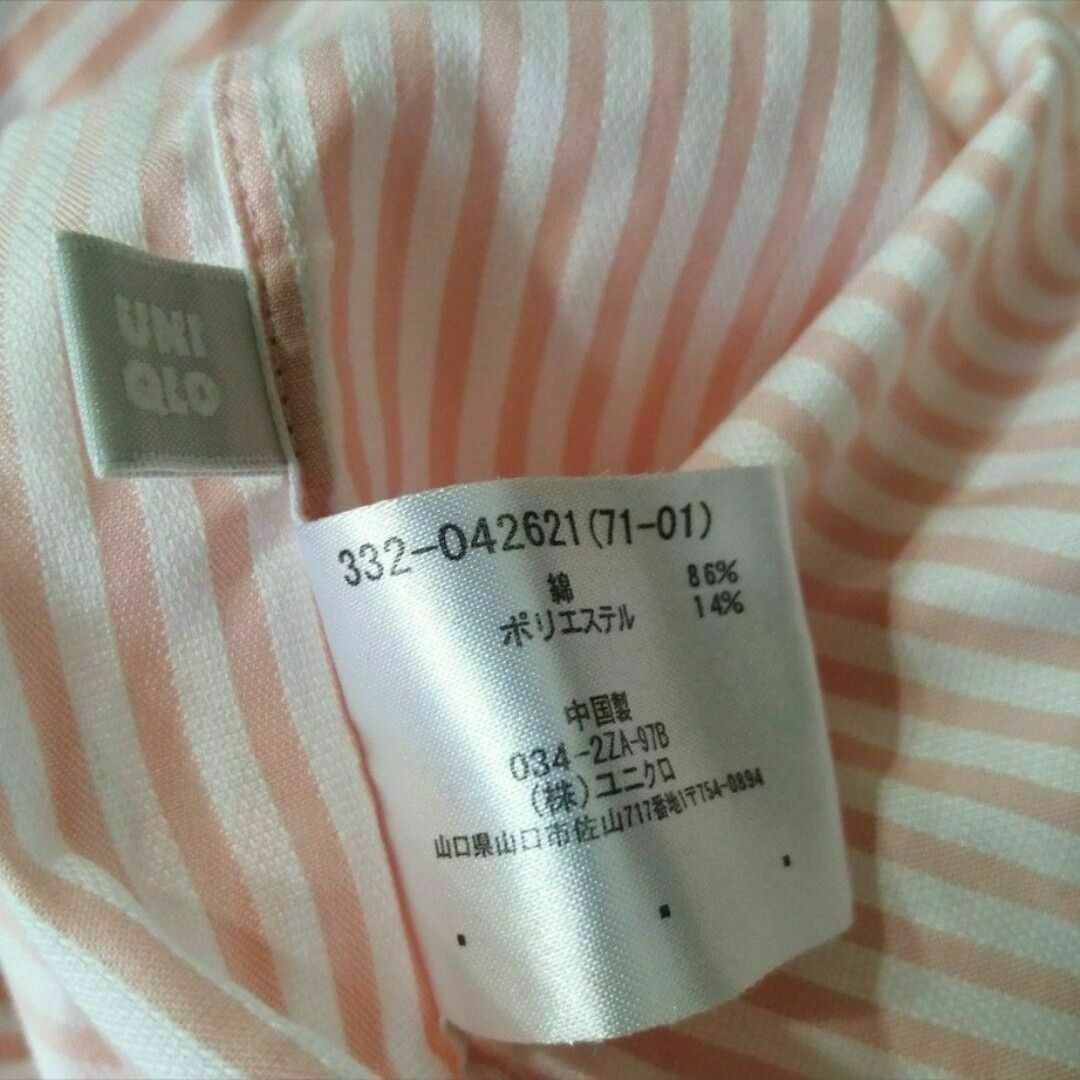 UNI
QLO
332-042621(71-01)
綿 86%
ポリエステル 14%
中国製
034-2ZA-97B
(株)ユニクロ
山口県山口市佐山717番地1〒754-0894